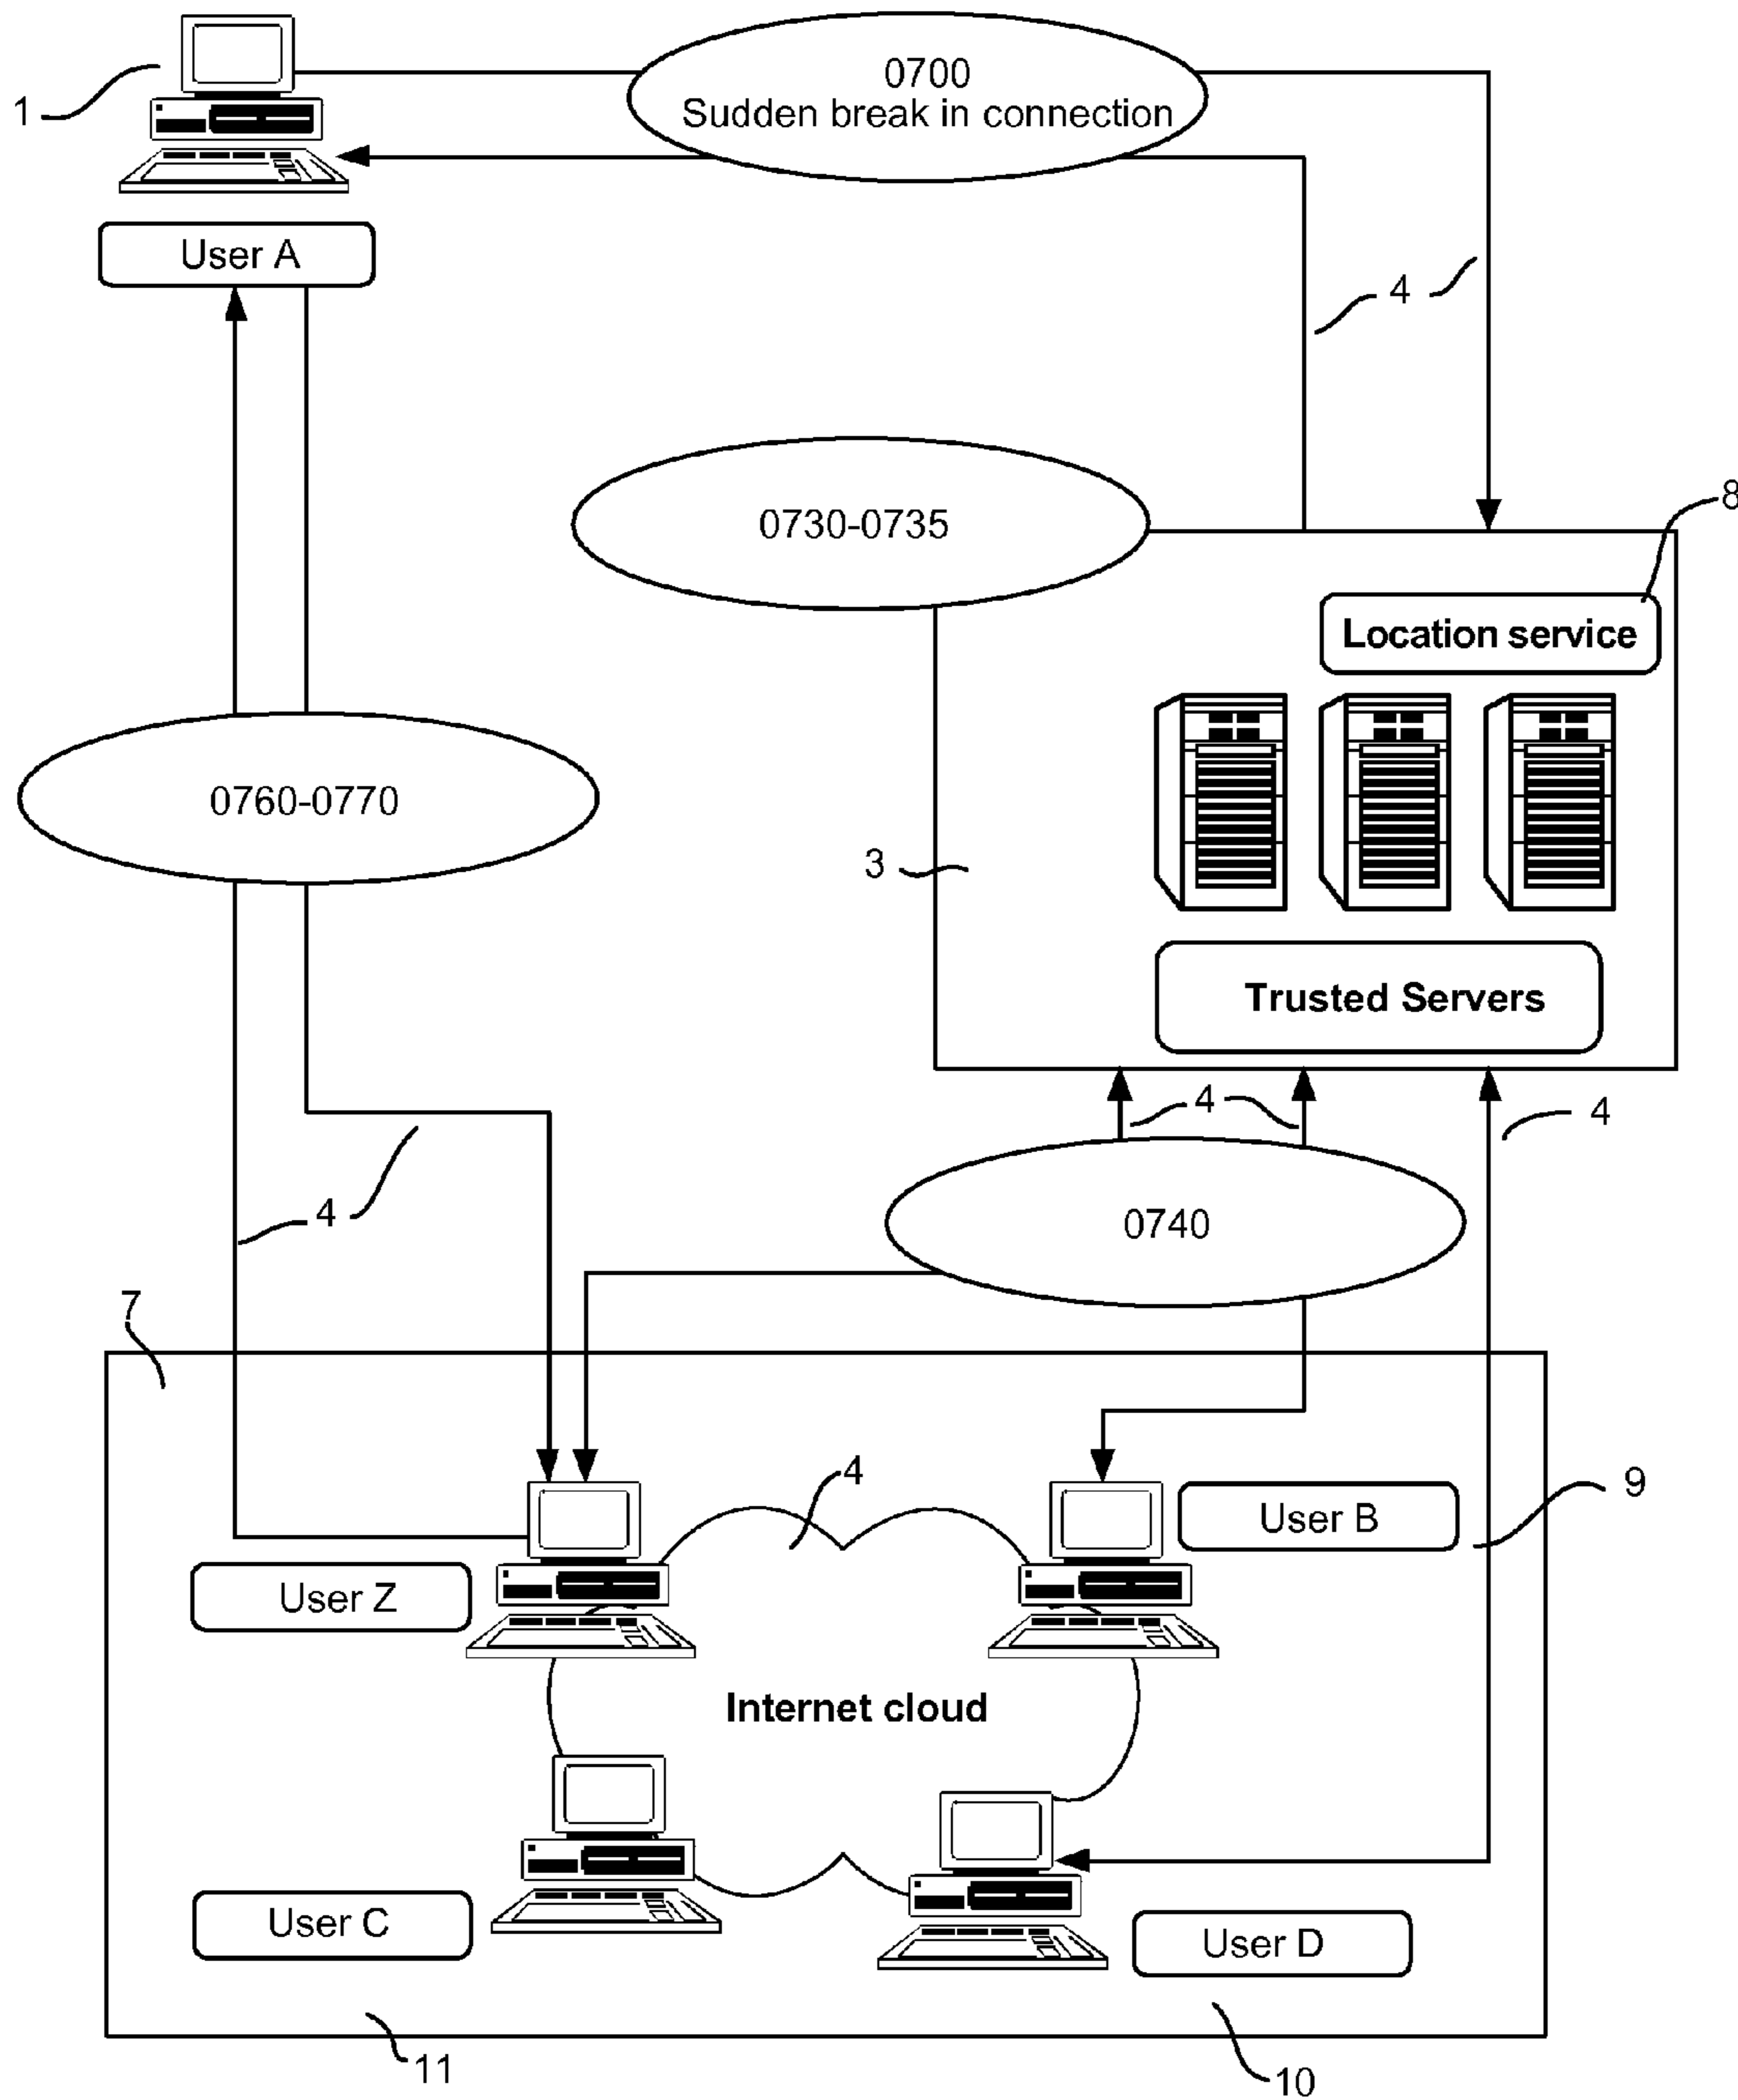 0700
Sudden break in connection
1
User A
4
0730-0735
8
Location service
0760-0770
3
Trusted Servers
4
4
4
0740
7
4
9
User B
User Z
Internet cloud
User C
User D
11
10